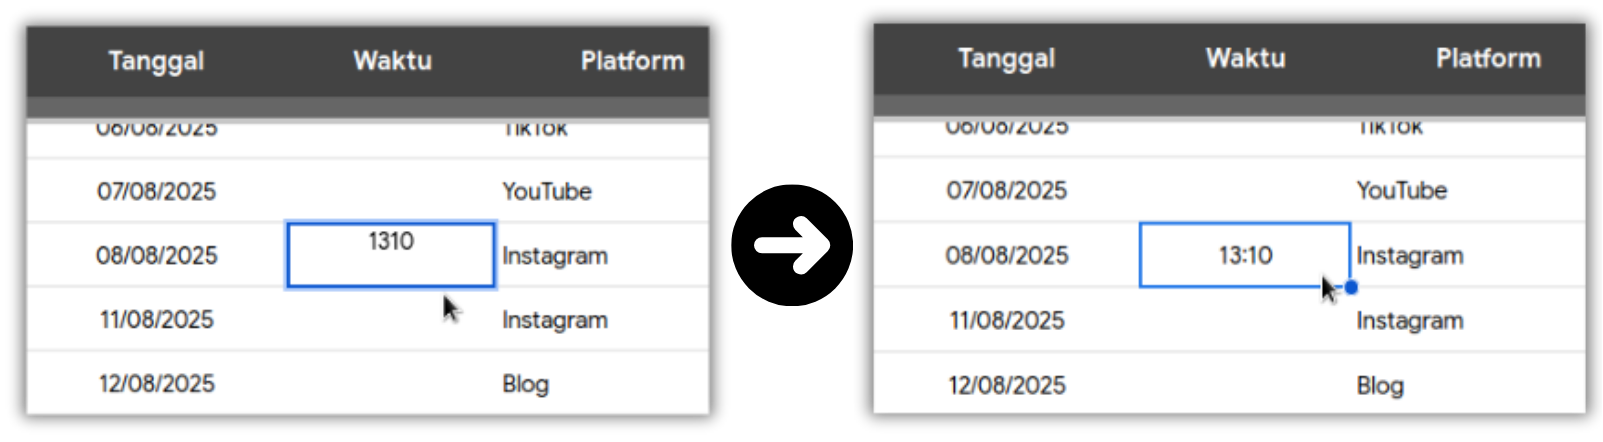 Tanggal Waktu Platform
06/08/2025 TikTok
07/08/2025 YouTube
1310
08/08/2025 Instagram
11/08/2025 Instagram
12/08/2025 Blog
Tanggal Waktu Platform
06/08/2025 TikTok
07/08/2025 YouTube
08/08/2025 13:10 Instagram
11/08/2025 Instagram
12/08/2025 Blog